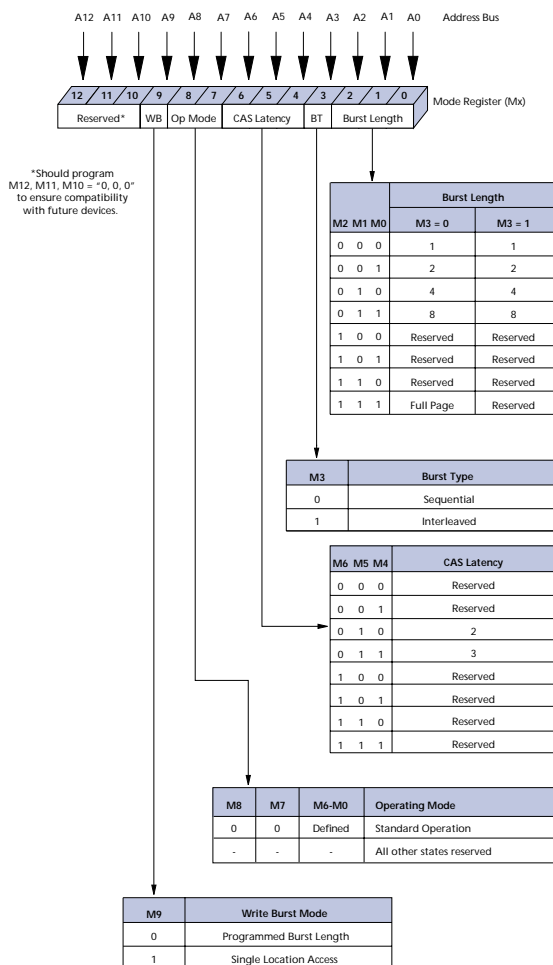 A12 A11 A10 A9 A8 A7 A6 A5 A4 A3 A2 A1 A0 Address Bus
12 11 10 9 8 7 6 5 4 3 2 1 0
Mode Register (Mx)
Reserved* WB Op Mode CAS Latency BT Burst Length
*Should program
M12, M11, M10 = "0, 0, 0"
to ensure compatibility
with future devices.
Burst Length
M2 M1 M0 M3 = 0 M3 = 1
0 0 0 1 1
0 0 1 2 2
0 1 0 4 4
0 1 1 8 8
1 0 0 Reserved Reserved
1 0 1 Reserved Reserved
1 1 0 Reserved Reserved
1 1 1 Full Page Reserved
M3 Burst Type
0 Sequential
1 Interleaved
M6 M5 M4 CAS Latency
0 0 0 Reserved
0 0 1 Reserved
0 1 0 2
0 1 1 3
1 0 0 Reserved
1 0 1 Reserved
1 1 0 Reserved
1 1 1 Reserved
M8 M7 M6-M0 Operating Mode
0 0 Defined Standard Operation
- - - All other states reserved
M9 Write Burst Mode
0 Programmed Burst Length
1 Single Location Access